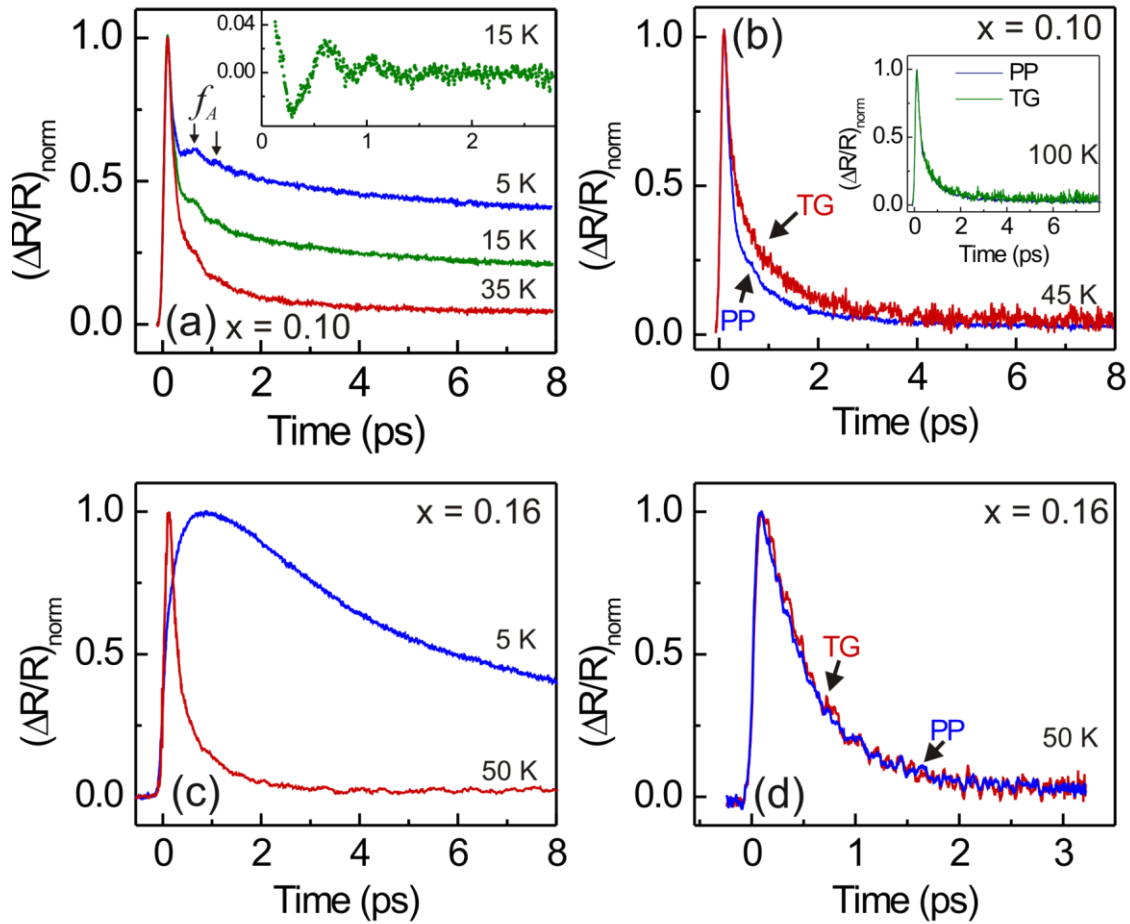 1.0
0.5
0.0
(ΔR/R)norm
0.04
0.00
15 K
0
1
2
fA
5 K
15 K
35 K
(a) x = 0.10
0
2
4
6
8
Time (ps)
(b)
x = 0.10
1.0
0.5
0.0
(ΔR/R)norm
PP
TG
1.0
0.5
0.0
(ΔR/R)norm
100 K
0
2
4
6
Time (ps)
TG
PP
45 K
0
2
4
6
8
Time (ps)
1.0
0.5
0.0
(ΔR/R)norm
x = 0.16
5 K
50 K
(c)
0
2
4
6
8
Time (ps)
1.0
0.5
0.0
(ΔR/R)norm
x = 0.16
TG
PP
50 K
(d)
0
1
2
3
Time (ps)